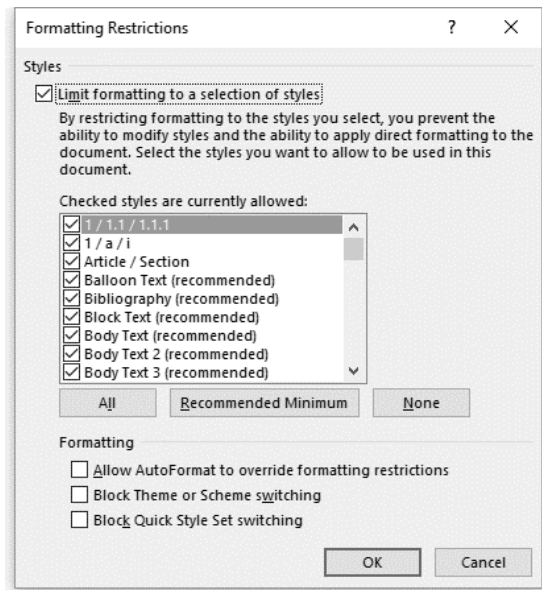 Formatting Restrictions ? ×
Styles
Limit formatting to a selection of styles
By restricting formatting to the styles you select, you prevent the
ability to modify styles and the ability to apply direct formatting to the
document. Select the styles you want to allow to be used in this
document.
Checked styles are currently allowed:
1 / 1.1 / 1.1.1
1 / a / i
Article / Section
Balloon Text (recommended)
Bibliography (recommended)
Block Text (recommended)
Body Text (recommended)
Body Text 2 (recommended)
Body Text 3 (recommended)
All Recommended Minimum None
Formatting
Allow AutoFormat to override formatting restrictions
Block Theme or Scheme switching
Block Quick Style Set switching
OK Cancel